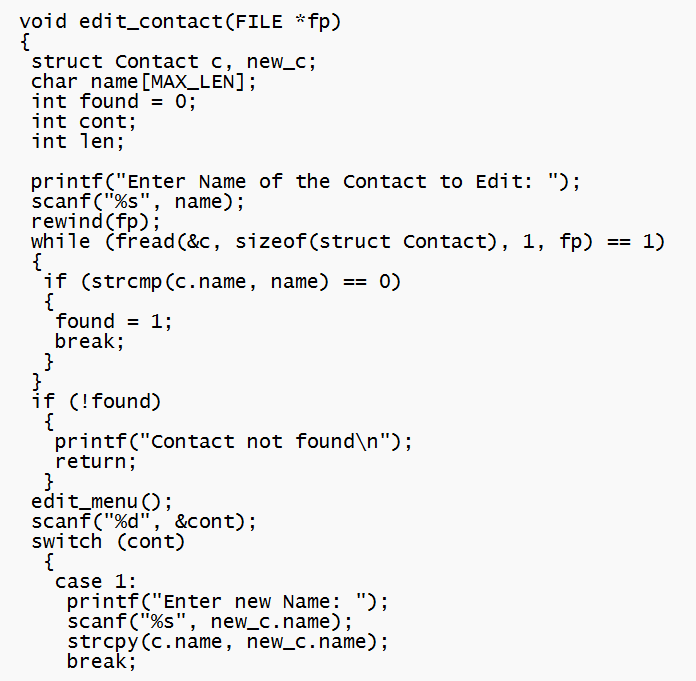 void edit_contact(FILE *fp)
{
struct Contact c, new_c;
char name[MAX_LEN];
int found = 0;
int cont;
int len;
printf("Enter Name of the Contact to Edit: ");
scanf("%s", name);
rewind(fp);
while (fread(&c, sizeof(struct Contact), 1, fp) == 1)
{
if (strcmp(c.name, name) == 0)
{
found = 1;
break;
}
}
if (!found)
{
printf("Contact not found\n");
return;
}
edit_menu();
scanf("%d", &cont);
switch (cont)
{
case 1:
printf("Enter new Name: ");
scanf("%s", new_c.name);
strcpy(c.name, new_c.name);
break;